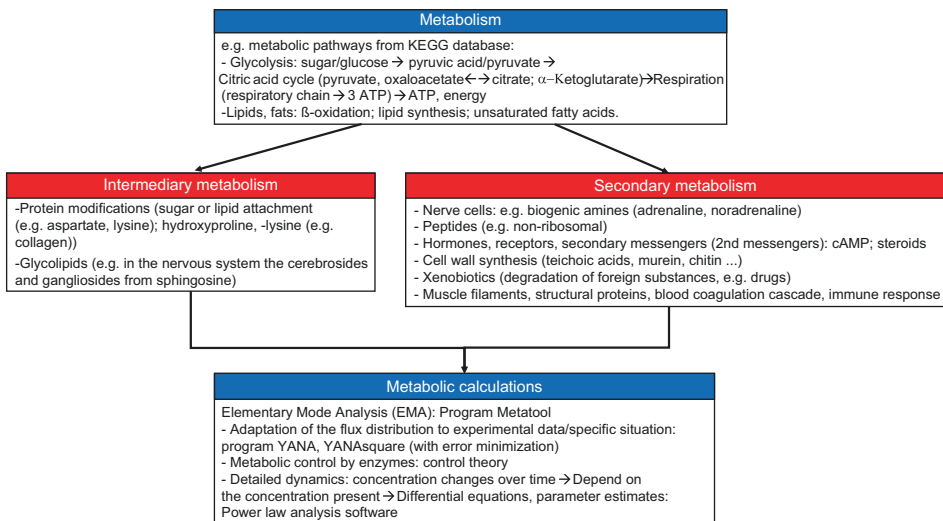 Metabolism
e.g. metabolic pathways from KEGG database:
- Glycolysis: sugar/glucose → pyruvic acid/pyruvate →
Citric acid cycle (pyruvate, oxaloacetate←→citrate; α−Ketoglutarate)→Respiration
(respiratory chain → 3 ATP) → ATP, energy
-Lipids, fats: ß-oxidation; lipid synthesis; unsaturated fatty acids.
Intermediary metabolism
-Protein modifications (sugar or lipid attachment
(e.g. aspartate, lysine); hydroxyproline, -lysine (e.g.
collagen))
-Glycolipids (e.g. in the nervous system the cerebrosides
and gangliosides from sphingosine)
Secondary metabolism
- Nerve cells: e.g. biogenic amines (adrenaline, noradrenaline)
- Peptides (e.g. non-ribosomal)
- Hormones, receptors, secondary messengers (2nd messengers): cAMP; steroids
- Cell wall synthesis (teichoic acids, murein, chitin ...)
- Xenobiotics (degradation of foreign substances, e.g. drugs)
- Muscle filaments, structural proteins, blood coagulation cascade, immune response
Metabolic calculations
Elementary Mode Analysis (EMA): Program Metatool
- Adaptation of the flux distribution to experimental data/specific situation:
program YANA, YANAsquare (with error minimization)
- Metabolic control by enzymes: control theory
- Detailed dynamics: concentration changes over time → Depend on
the concentration present → Differential equations, parameter estimates:
Power law analysis software